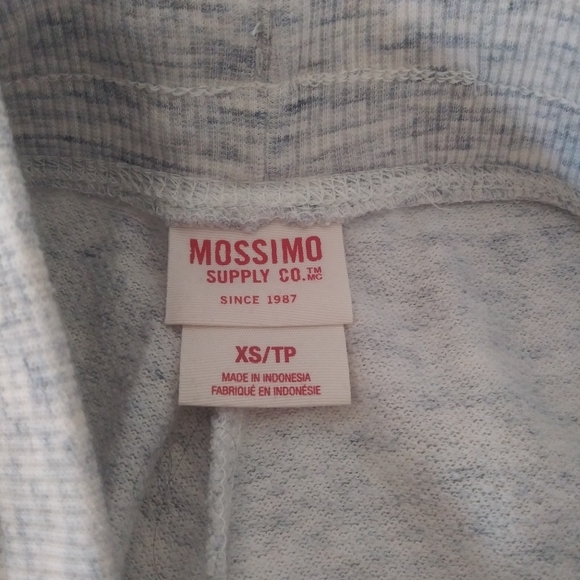 MOSSIMO
SUPPLY CO.™ MC
SINCE 1987
XS/TP
MADE IN INDONESIA
FABRIQUÉ EN INDONÉSIE